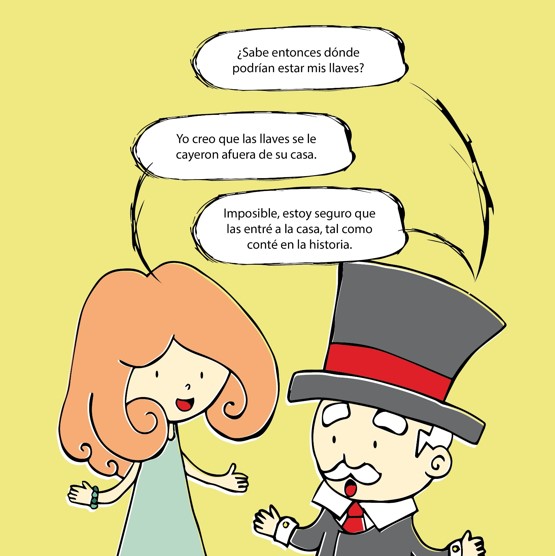 ¿Sabe entonces dónde
podrían estar mis llaves?
Yo creo que las llaves se le
cayeron afuera de su casa.
Imposible, estoy seguro que
las entré a la casa, tal como
conté en la historia.